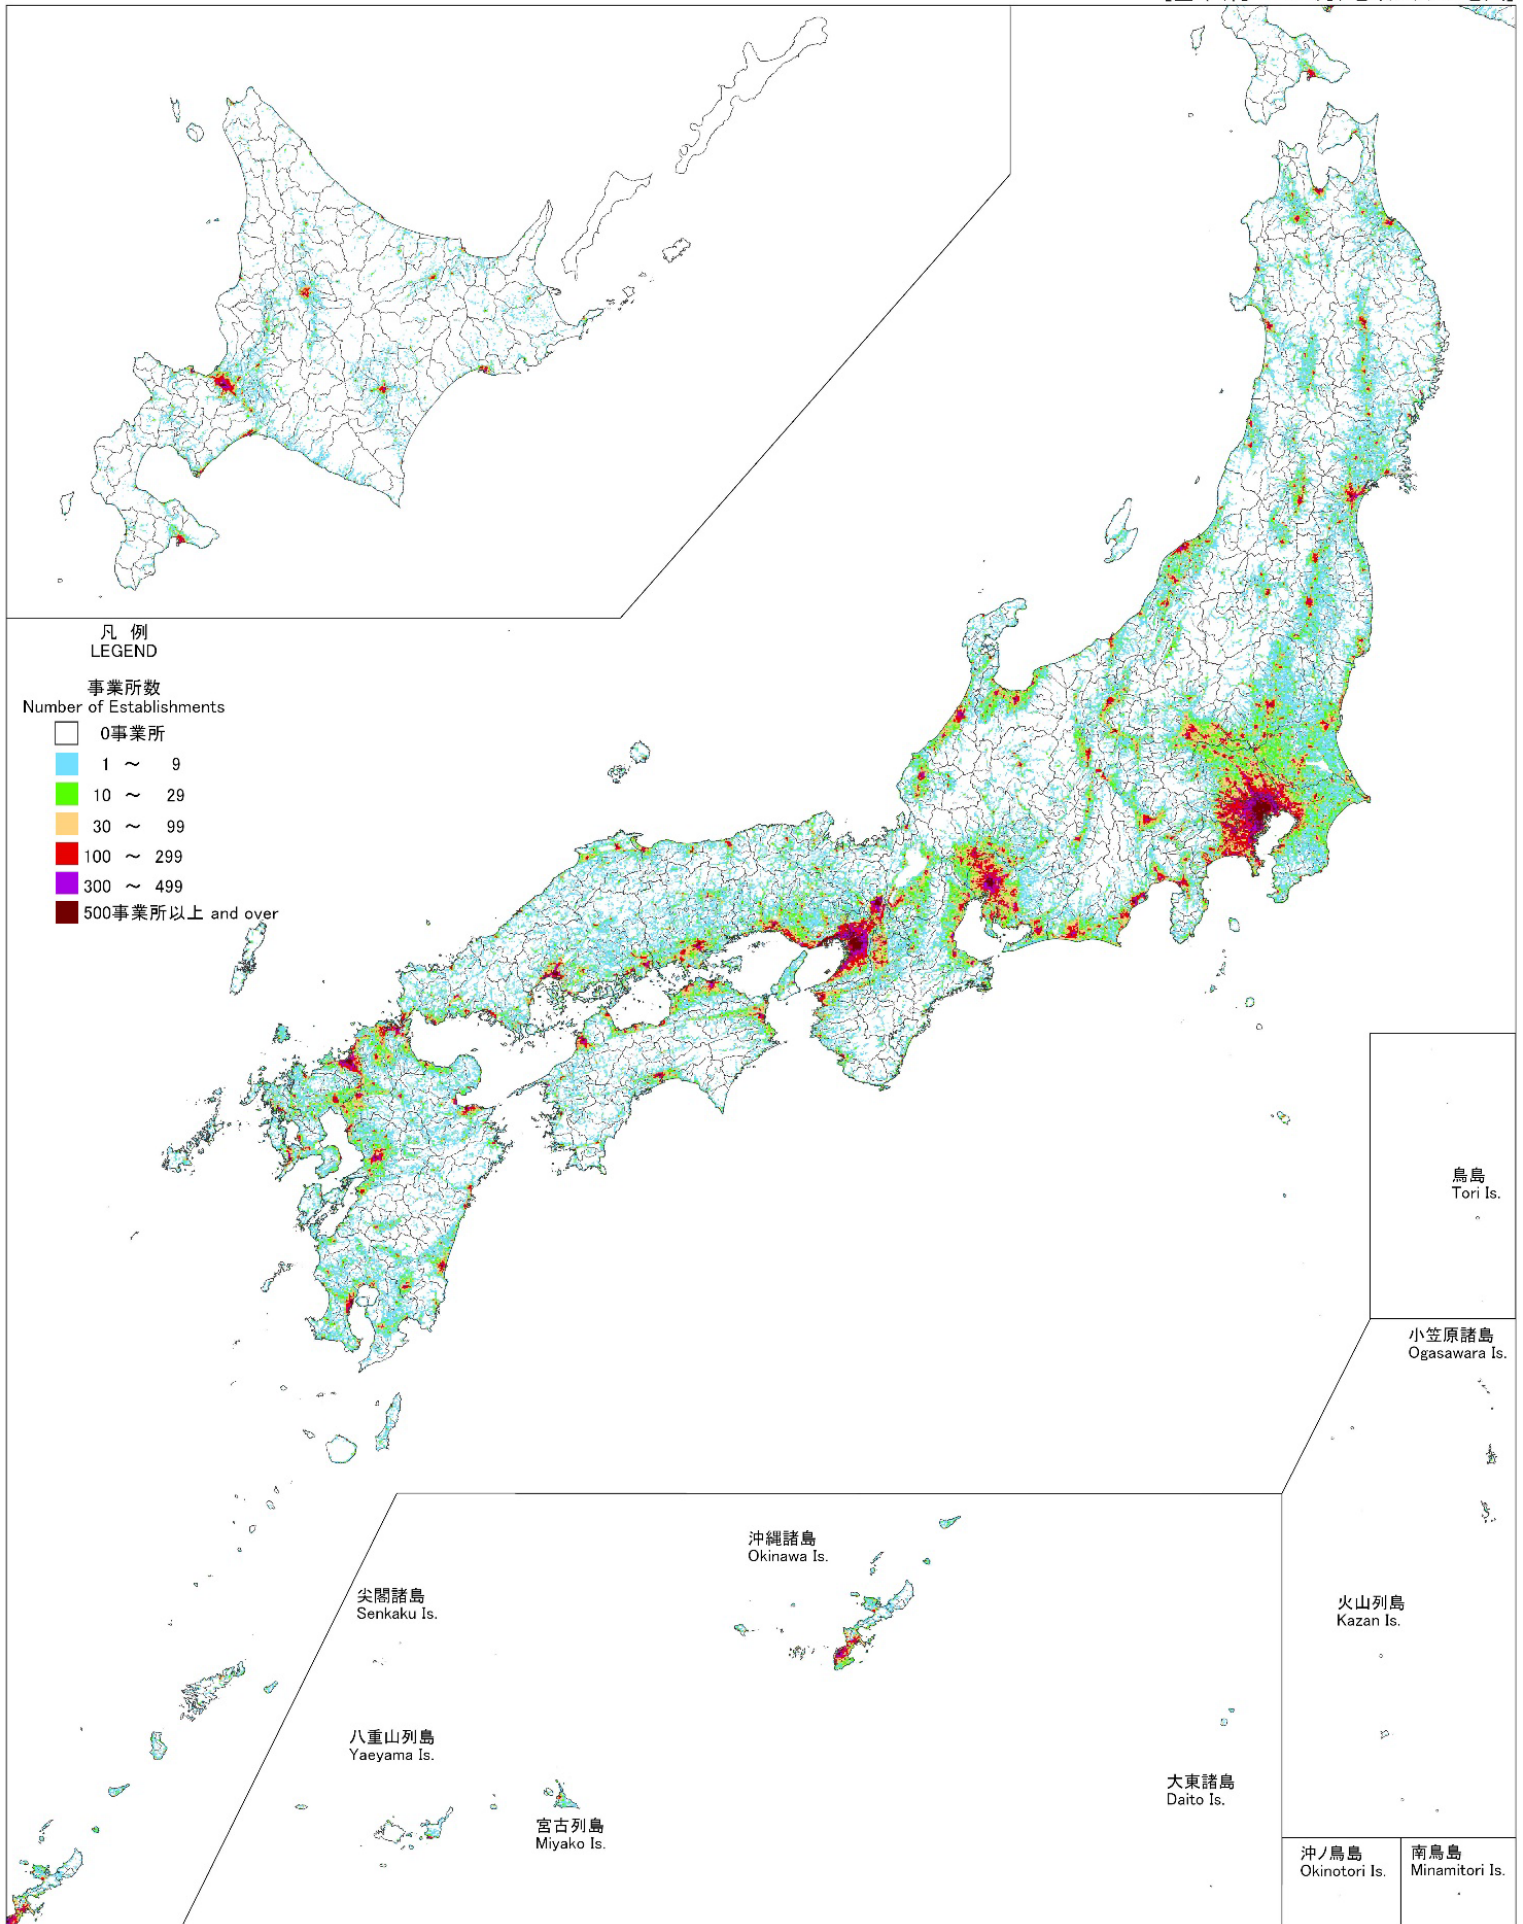 凡 例
LEGEND
事業所数
Number of Establishments
0事業所
1 ～ 9
10 ～ 29
30 ～ 99
100 ～ 299
300 ～ 499
500事業所以上 and over
鳥島
Tori Is.
小笠原諸島
Ogasawara Is.
沖縄諸島
Okinawa Is.
尖閣諸島
Senkaku Is.
火山列島
Kazan Is.
八重山列島
Yaeyama Is.
大東諸島
Daito Is.
宮古列島
Miyako Is.
沖ノ鳥島
Okinotori Is.
南鳥島
Minamitori Is.